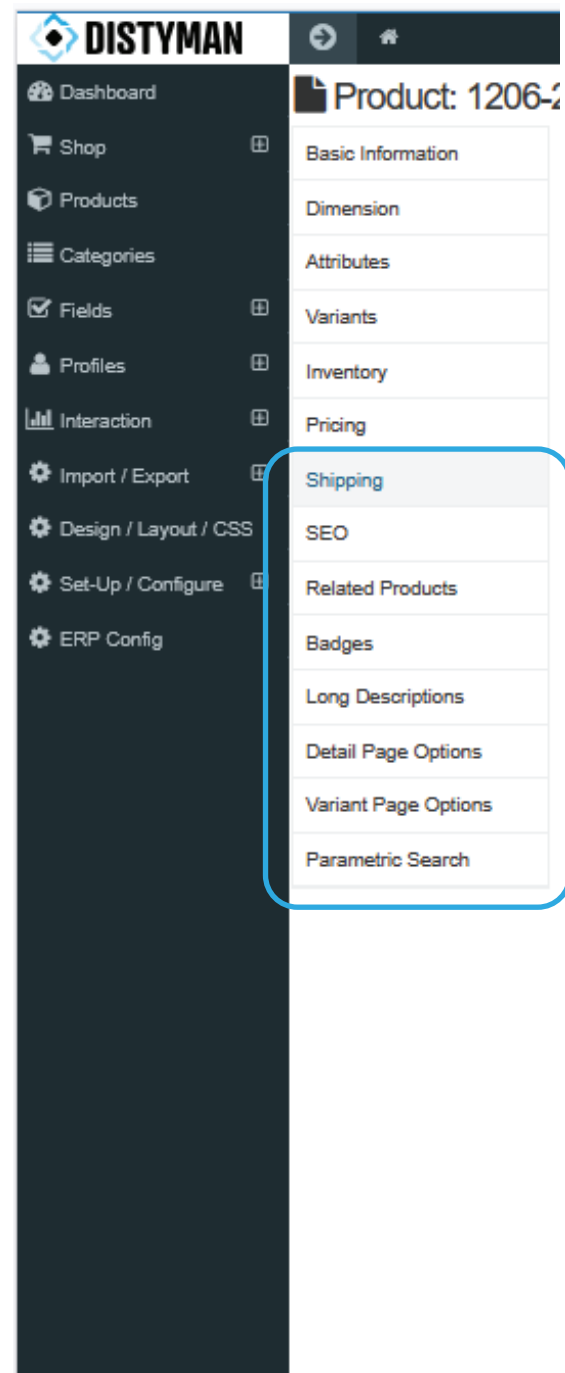 DISTYMAN
Dashboard
Shop
Products
Categories
Fields
Profiles
Interaction
Import / Export
Design / Layout / CSS
Set-Up / Configure
ERP Config
Product: 1206-2
Basic Information
Dimension
Attributes
Variants
Inventory
Pricing
Shipping
SEO
Related Products
Badges
Long Descriptions
Detail Page Options
Variant Page Options
Parametric Search